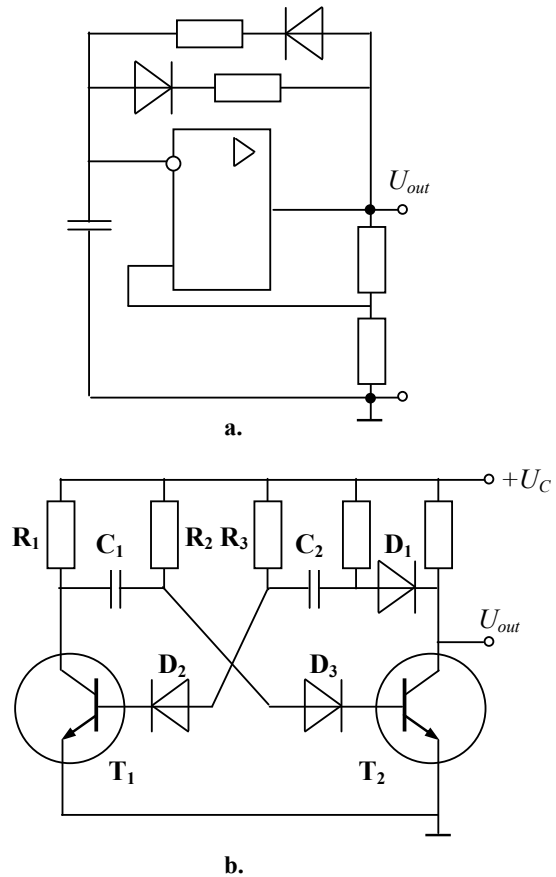 U_out
a.
+U_C
R₁ C₁ R₂ R₃ C₂ D₁
U_out
D₂ D₃
T₁ T₂
b.